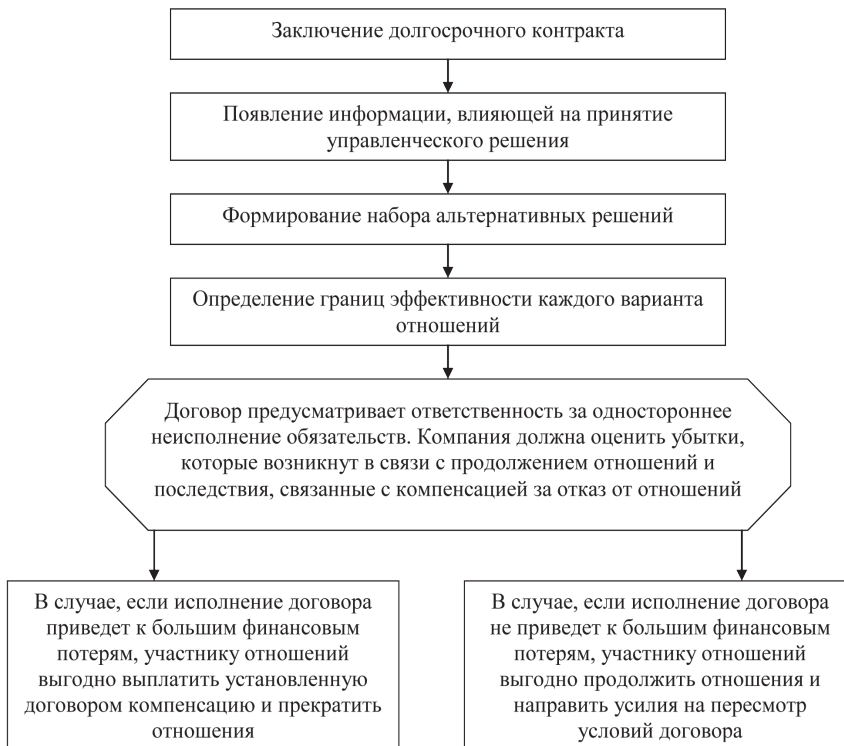 Заключение долгосрочного контракта
Появление информации, влияющей на принятие
управленческого решения
Формирование набора альтернативных решений
Определение границ эффективности каждого варианта
отношений
Договор предусматривает ответственность за одностороннее
неисполнение обязательств. Компания должна оценить убытки,
которые возникнут в связи с продолжением отношений и
последствия, связанные с компенсацией за отказ от отношений
В случае, если исполнение договора
приведет к большим финансовым
потерям, участнику отношений
выгодно выплатить установленную
договором компенсацию и прекратить
отношения
В случае, если исполнение договора
не приведет к большим финансовым
потерям, участнику отношений
выгодно продолжить отношения и
направить усилия на пересмотр
условий договора